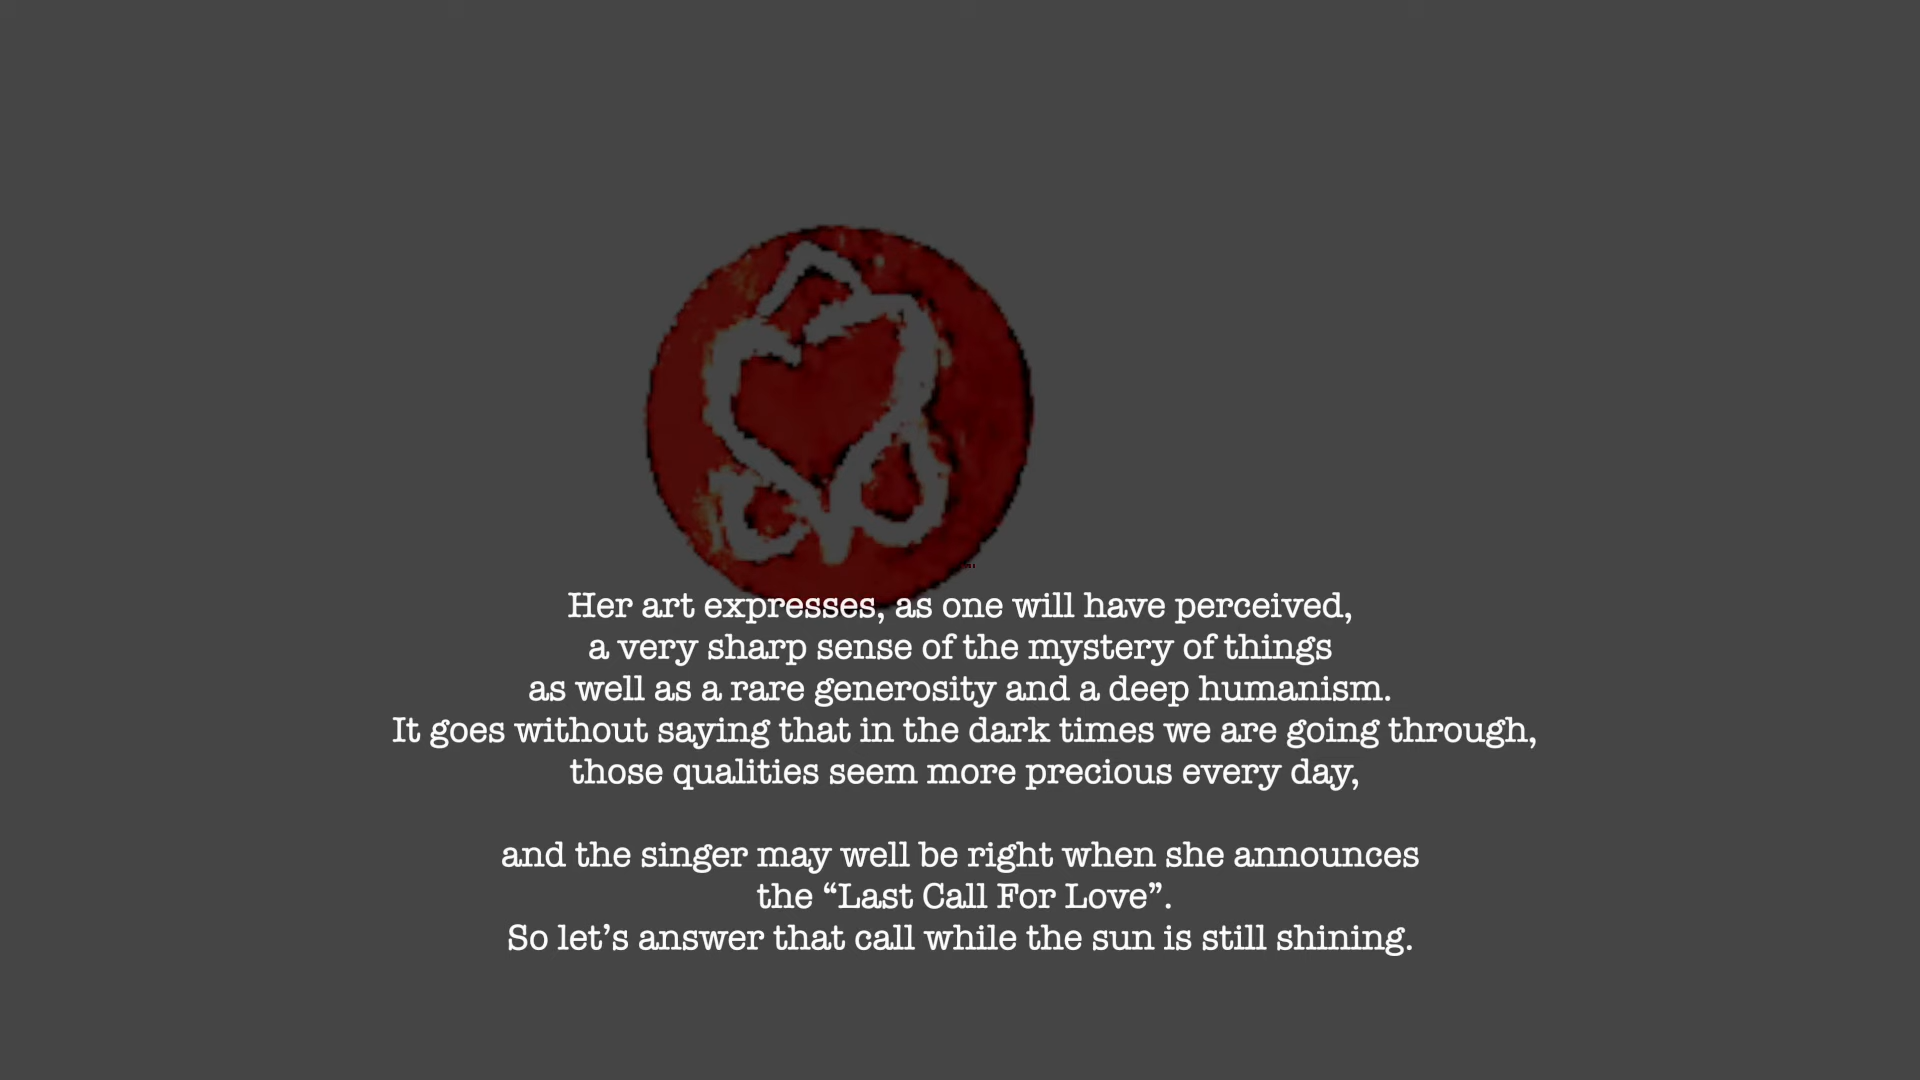 Her art expresses, as one will have perceived,
a very sharp sense of the mystery of things
as well as a rare generosity and a deep humanism.
It goes without saying that in the dark times we are going through,
those qualities seem more precious every day,
and the singer may well be right when she announces
the “Last Call For Love”.
So let’s answer that call while the sun is still shining.